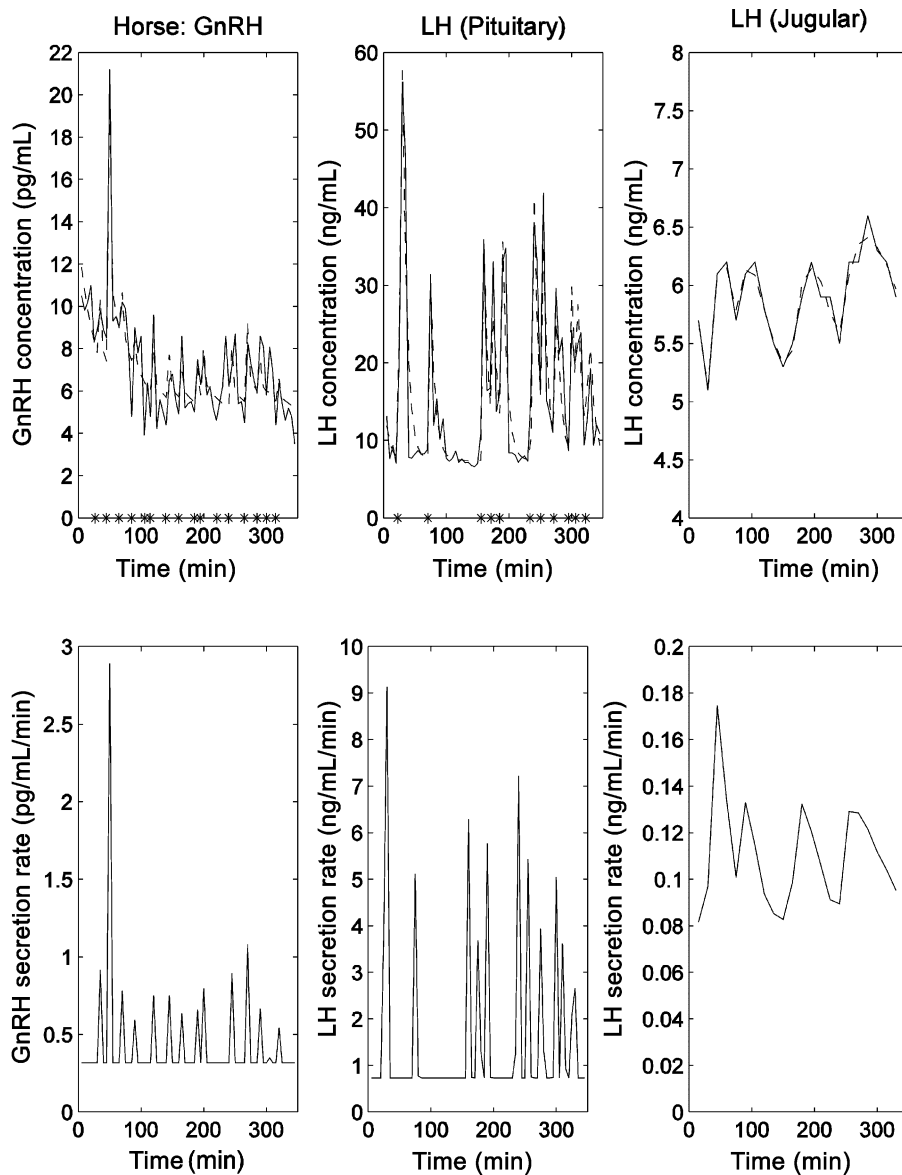 Horse: GnRH
LH (Pituitary)
LH (Jugular)
GnRH concentration (pg/mL)
22
20
18
16
14
12
10
8
6
4
2
0
0 100 200 300
Time (min)
LH concentration (ng/mL)
60
50
40
30
20
10
0
0 100 200 300
Time (min)
LH concentration (ng/mL)
8
7.5
7
6.5
6
5.5
5
4.5
4
0 100 200 300
Time (min)
GnRH secretion rate (pg/mL/min)
3
2.5
2
1.5
1
0.5
0
0 100 200 300
Time (min)
LH secretion rate (ng/mL/min)
10
9
8
7
6
5
4
3
2
1
0
0 100 200 300
Time (min)
LH secretion rate (ng/mL/min)
0.2
0.18
0.16
0.14
0.12
0.1
0.08
0.06
0.04
0.02
0
0 100 200 300
Time (min)